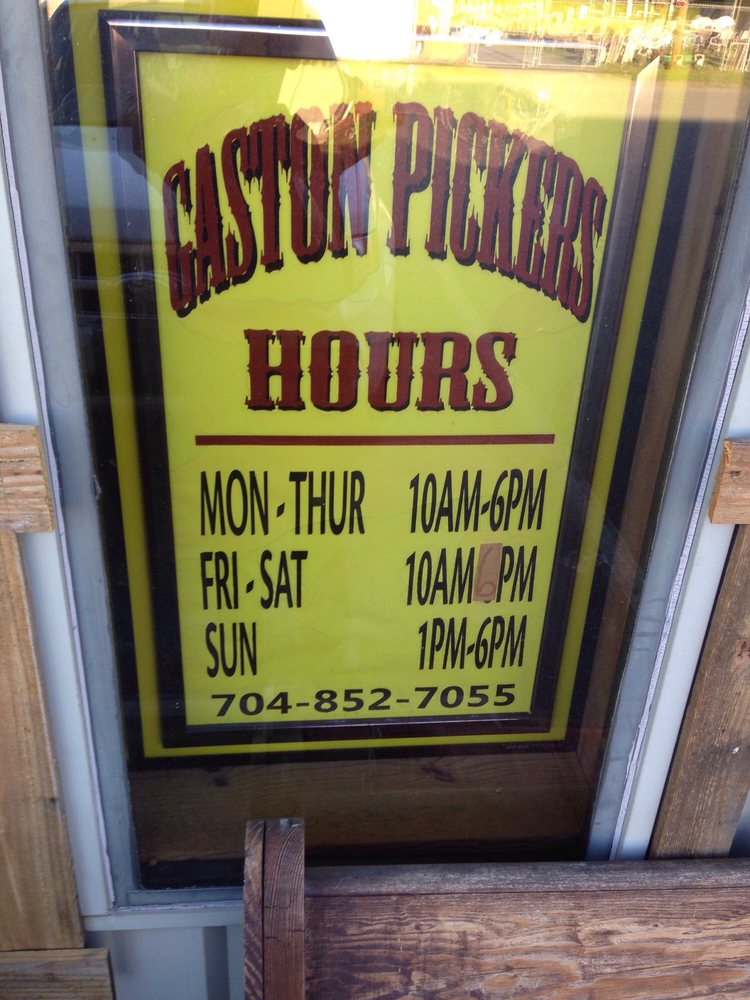 GASTON PICKERS
HOURS
MON - THUR 10AM-6PM
FRI - SAT 10AM 6PM
SUN 1PM-6PM
704-852-7055